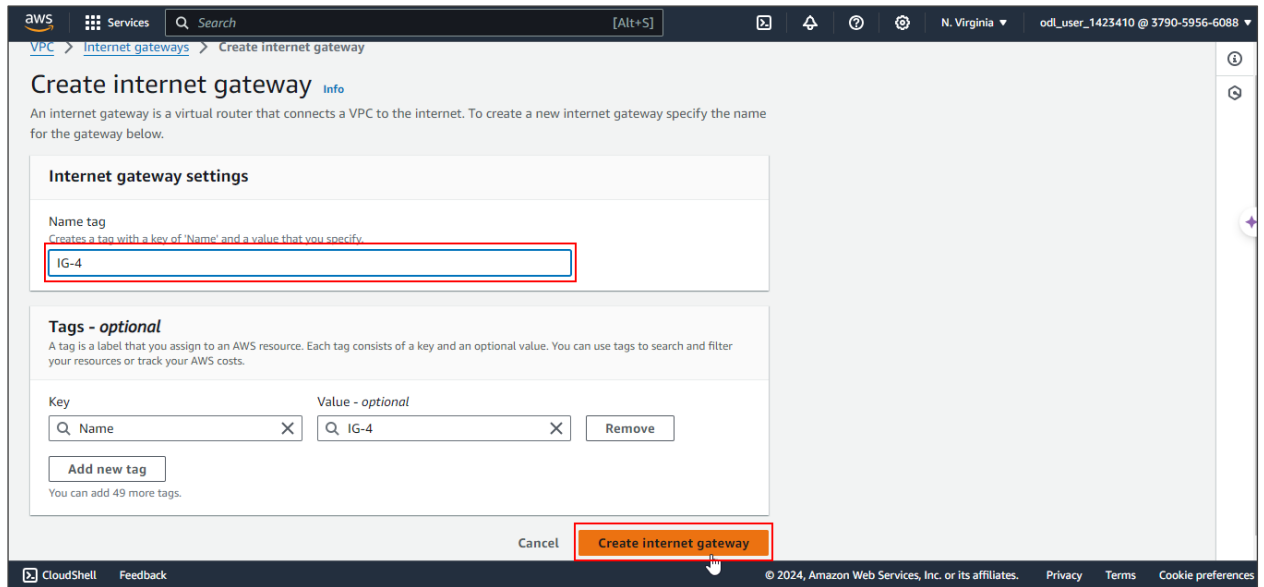 aws Services Search [Alt+S] N. Virginia odl_user_1423410 @ 3790-5956-6088
VPC > Internet gateways > Create internet gateway
Create internet gateway Info
An internet gateway is a virtual router that connects a VPC to the internet. To create a new internet gateway specify the name
for the gateway below.
Internet gateway settings
Name tag
Creates a tag with a key of 'Name' and a value that you specify.
IG-4
Tags - optional
A tag is a label that you assign to an AWS resource. Each tag consists of a key and an optional value. You can use tags to search and filter
your resources or track your AWS costs.
Key Value - optional
Name IG-4 Remove
Add new tag
You can add 49 more tags.
Cancel Create internet gateway
CloudShell Feedback © 2024, Amazon Web Services, Inc. or its affiliates. Privacy Terms Cookie preferences